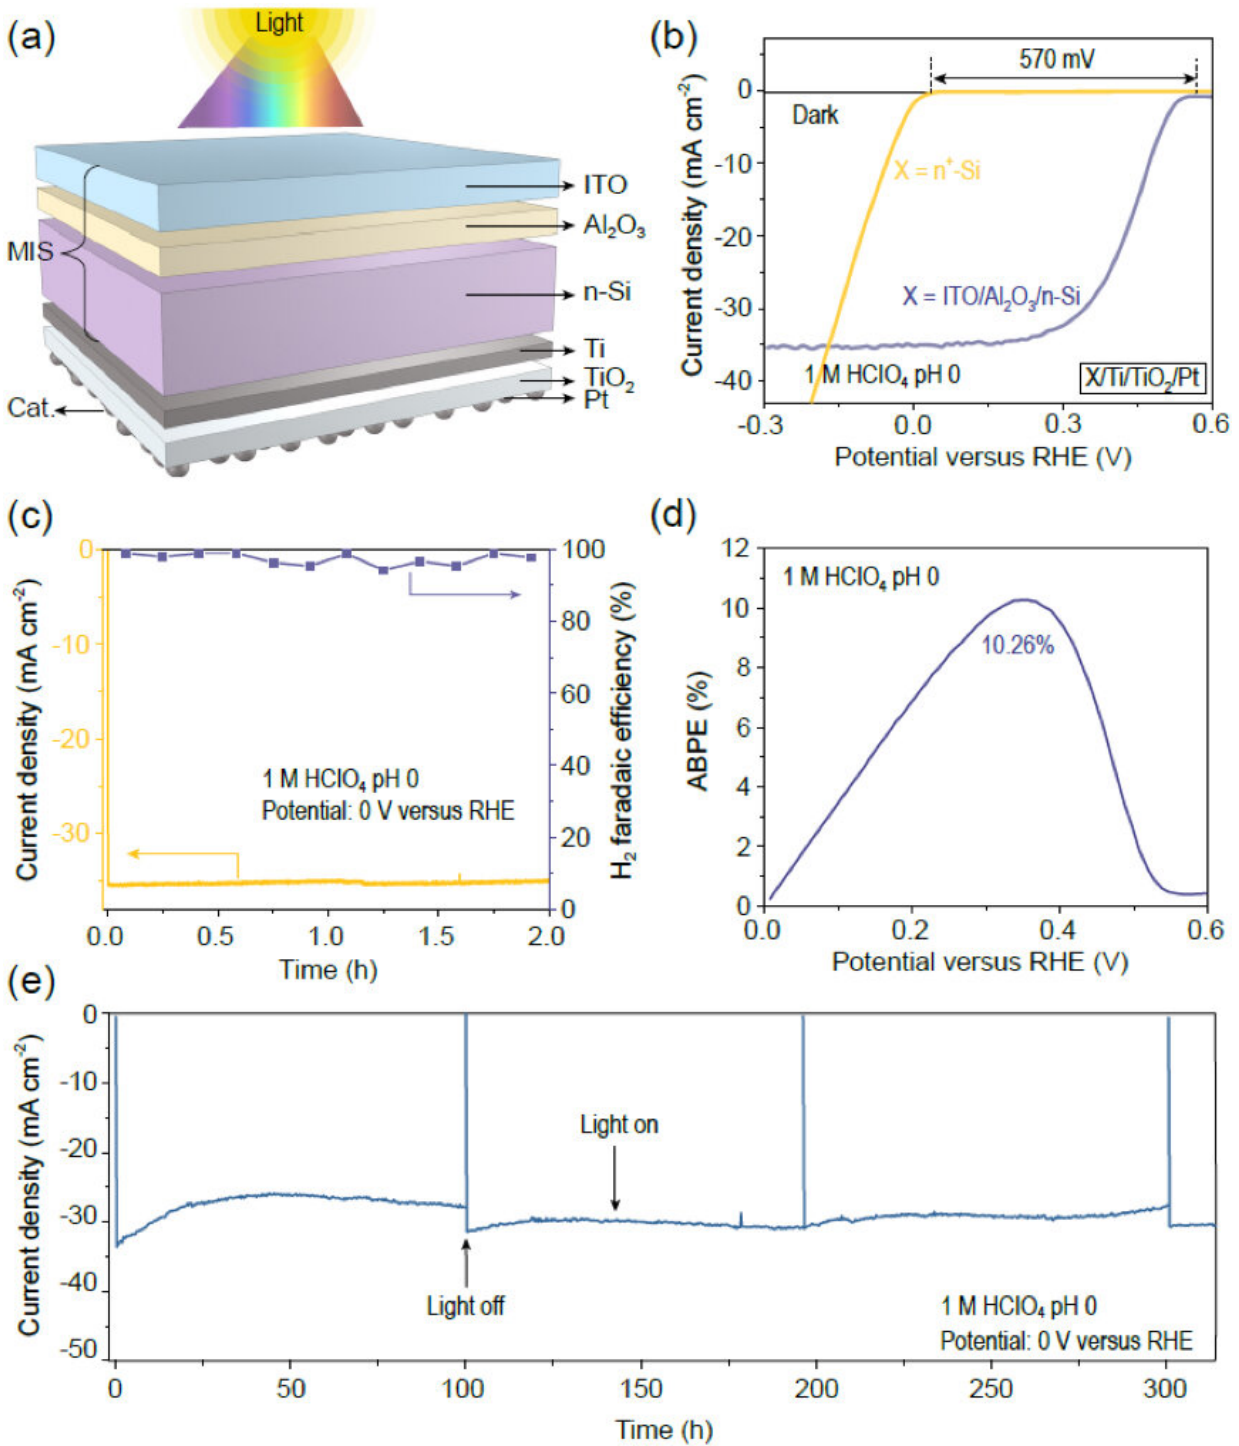 (a)
Light
ITO
Al₂O₃
MIS
n-Si
Ti
TiO₂
Cat.
Pt
(b)
Current density (mA cm⁻²)
0
-10
-20
-30
-40
570 mV
Dark
X = n⁺-Si
X = ITO/Al₂O₃/n-Si
1 M HClO₄ pH 0
X/Ti/TiO₂/Pt
-0.3 0.0 0.3 0.6
Potential versus RHE (V)
(c)
Current density (mA cm⁻²)
0
-10
-20
-30
100
80
60
40
20
0
H₂ faradaic efficiency (%)
1 M HClO₄ pH 0
Potential: 0 V versus RHE
0.0 0.5 1.0 1.5 2.0
Time (h)
(d)
ABPE (%)
12
10
8
6
4
2
0
1 M HClO₄ pH 0
10.26%
0.0 0.2 0.4 0.6
Potential versus RHE (V)
(e)
Current density (mA cm⁻²)
0
-10
-20
-30
-40
-50
Light on
Light off
1 M HClO₄ pH 0
Potential: 0 V versus RHE
0 50 100 150 200 250 300
Time (h)